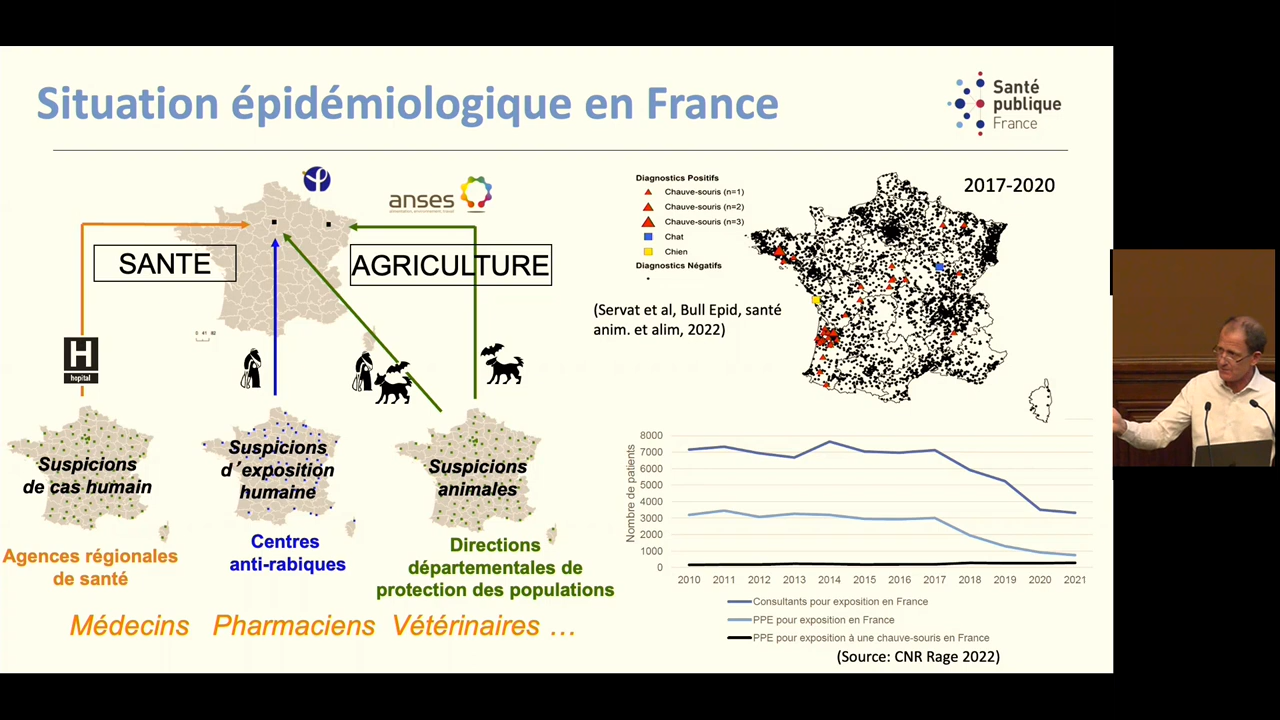 Situation épidémiologique en France
Santé
publique
France
anses
SANTE
AGRICULTURE
H
hopital
Suspicions
de cas humain
Suspicions
d´exposition
humaine
Suspicions
animales
Agences régionales
de santé
Centres
anti-rabiques
Directions
départementales de
protection des populations
Médecins Pharmaciens Vétérinaires …
Diagnostics Positifs
Chauve-souris (n=1)
Chauve-souris (n=2)
Chauve-souris (n=3)
Chat
Chien
Diagnostics Négatifs
2017-2020
(Servat et al, Bull Epid, santé
anim. et alim, 2022)
Nombre de patients
8000
7000
6000
5000
4000
3000
2000
1000
0
2010 2011 2012 2013 2014 2015 2016 2017 2018 2019 2020 2021
Consultants pour exposition en France
PPE pour exposition en France
PPE pour exposition à une chauve-souris en France
(Source: CNR Rage 2022)